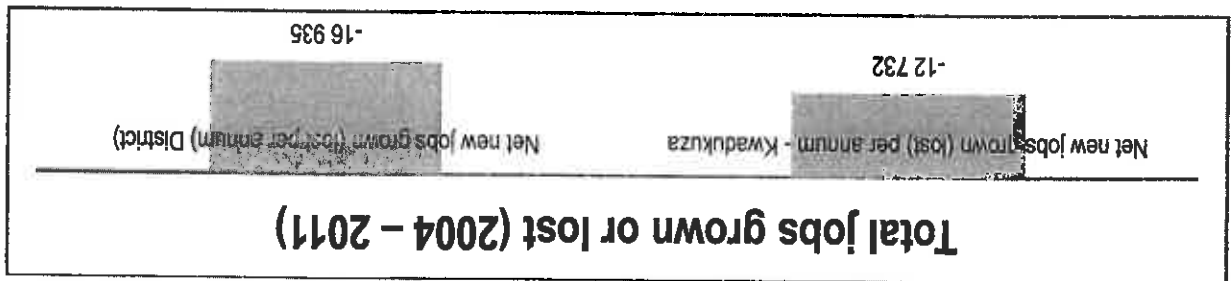 Total jobs grown or lost (2004 – 2011)
Net new jobs grown (lost) per annum - Kwadukuza
Net new jobs grown (lost per annum) District)
-12 732
-16 935